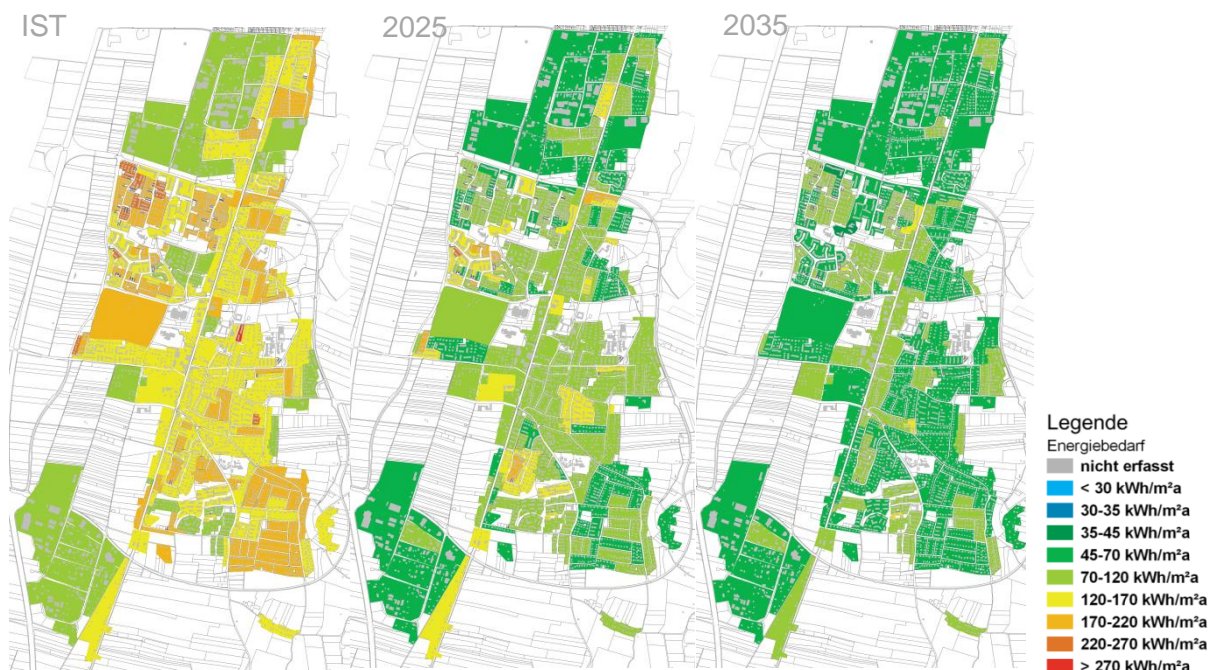 IST
2025
2035
Legende
Energiebedarf
nicht erfasst
< 30 kWh/m²a
30-35 kWh/m²a
35-45 kWh/m²a
45-70 kWh/m²a
70-120 kWh/m²a
120-170 kWh/m²a
170-220 kWh/m²a
220-270 kWh/m²a
> 270 kWh/m²a